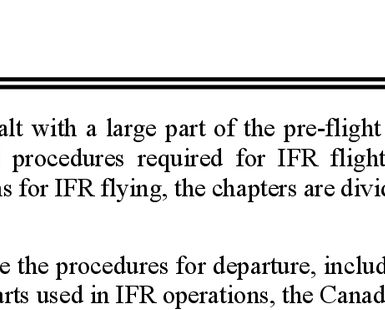 alt with a large part of the pre-flight
procedures required for IFR flight
for IFR flying, the chapters are divid
the procedures for departure, includ
arts used in IFR operations, the Canad